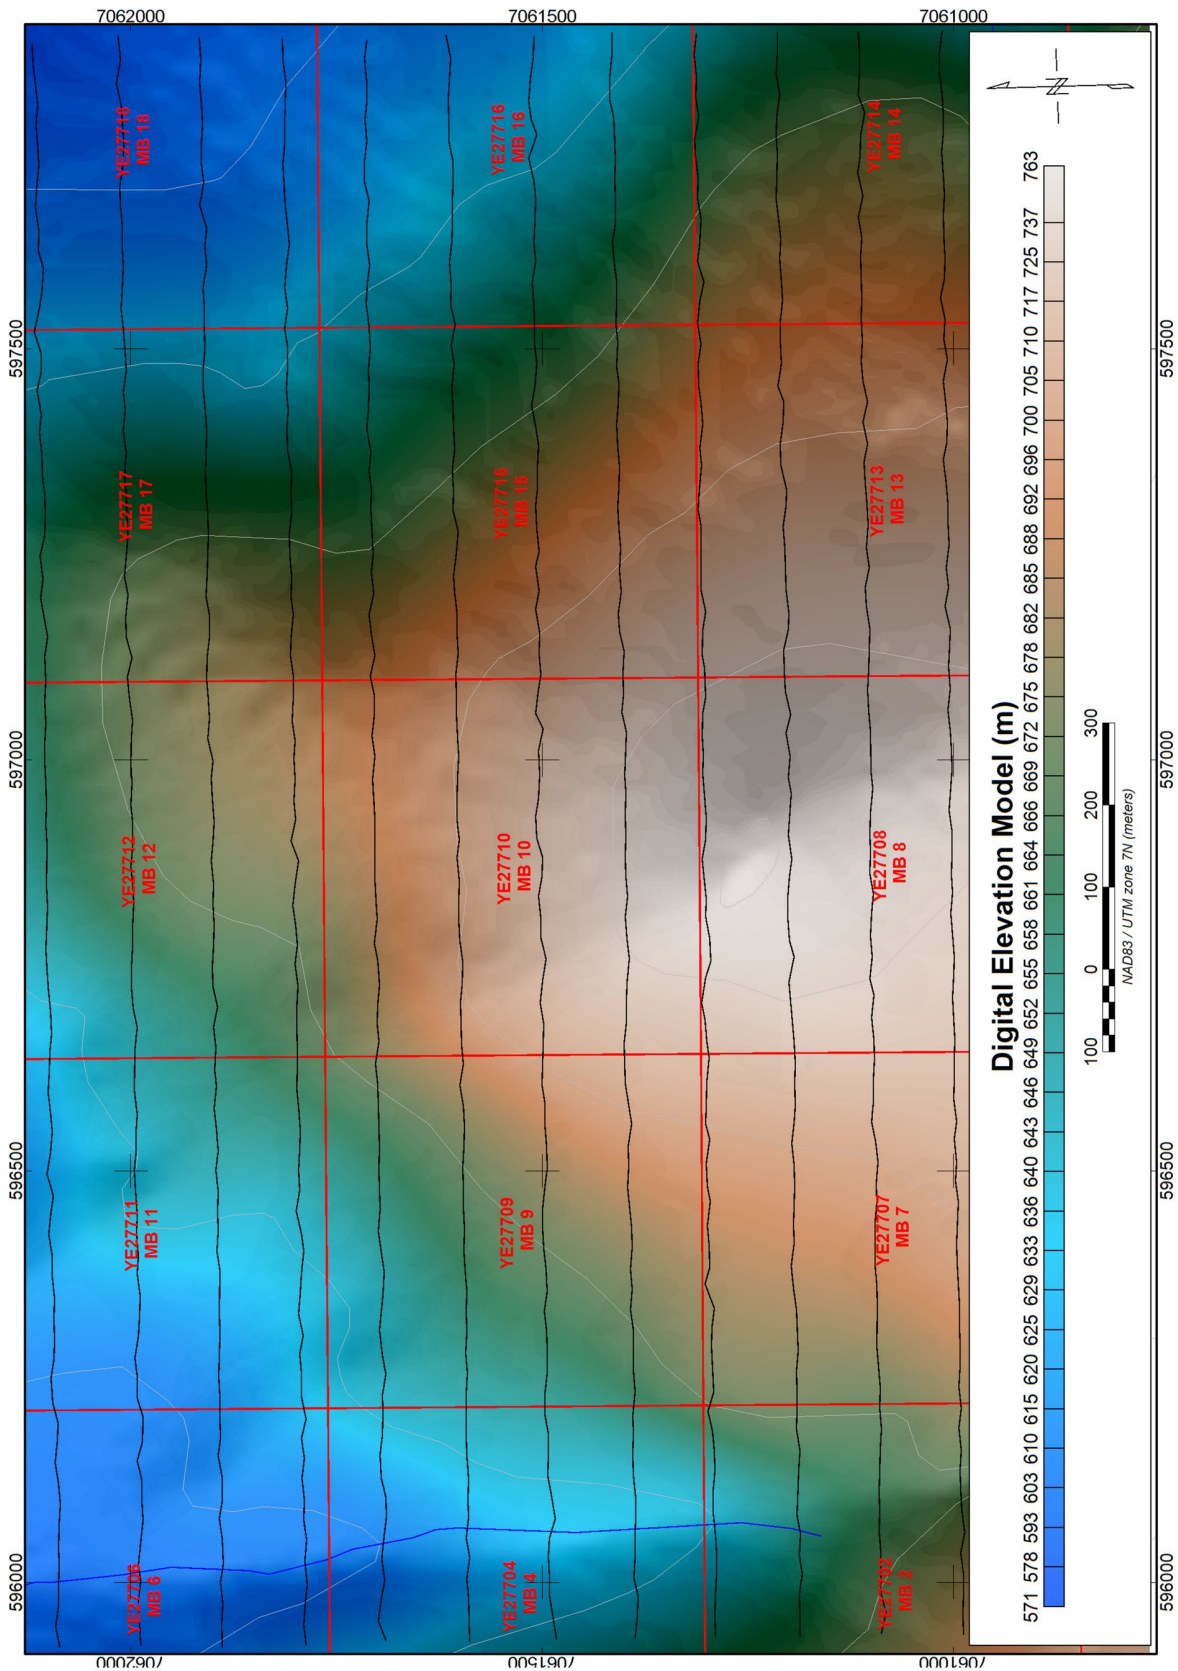 7062000
7061500
7061000
597500
597000
596500
596000
597500
597000
596500
596000
7062000
7061500
7061000
YE27718
MB 18
YE27716
MB 16
YE27714
MB 14
YE27717
MB 17
YE27715
MB 15
YE27713
MB 13
YE27712
MB 12
YE27710
MB 10
YE27708
MB 8
YE27711
MB 11
YE27709
MB 9
YE27707
MB 7
YE27706
MB 6
YE27704
MB 4
YE27702
MB 2
N
Digital Elevation Model (m)
571 578 593 603 610 615 620 625 629 633 636 640 643 646 649 652 655 658 661 664 666 669 672 675 678 682 685 688 692 696 700 705 710 717 725 737 763
100 0 100 200 300
NAD83 / UTM zone 7N (meters)